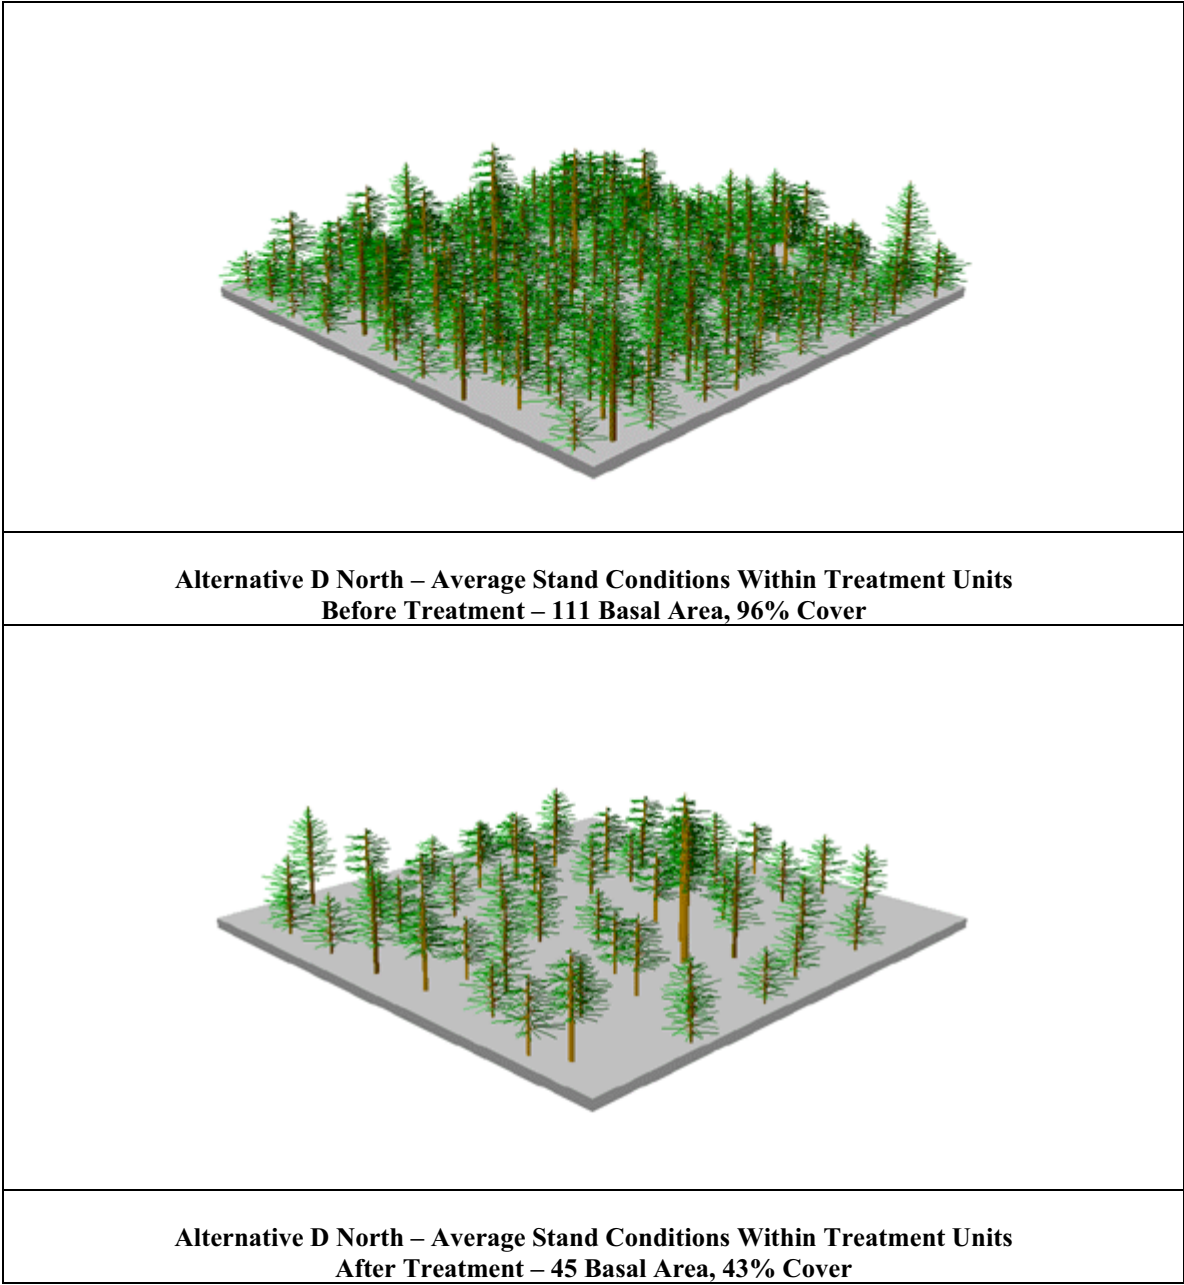 Alternative D North – Average Stand Conditions Within Treatment Units
Before Treatment – 111 Basal Area, 96% Cover
Alternative D North – Average Stand Conditions Within Treatment Units
After Treatment – 45 Basal Area, 43% Cover